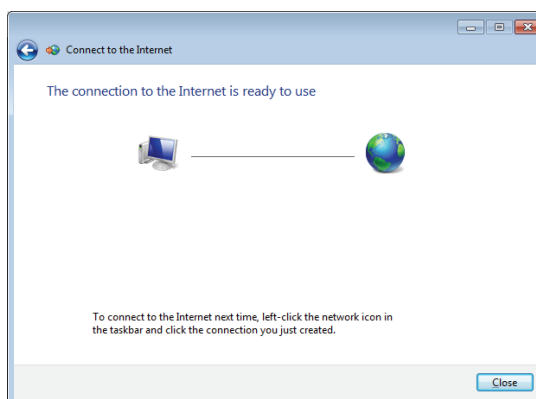 Connect to the Internet
The connection to the Internet is ready to use
To connect to the Internet next time, left-click the network icon in
the taskbar and click the connection you just created.
Close